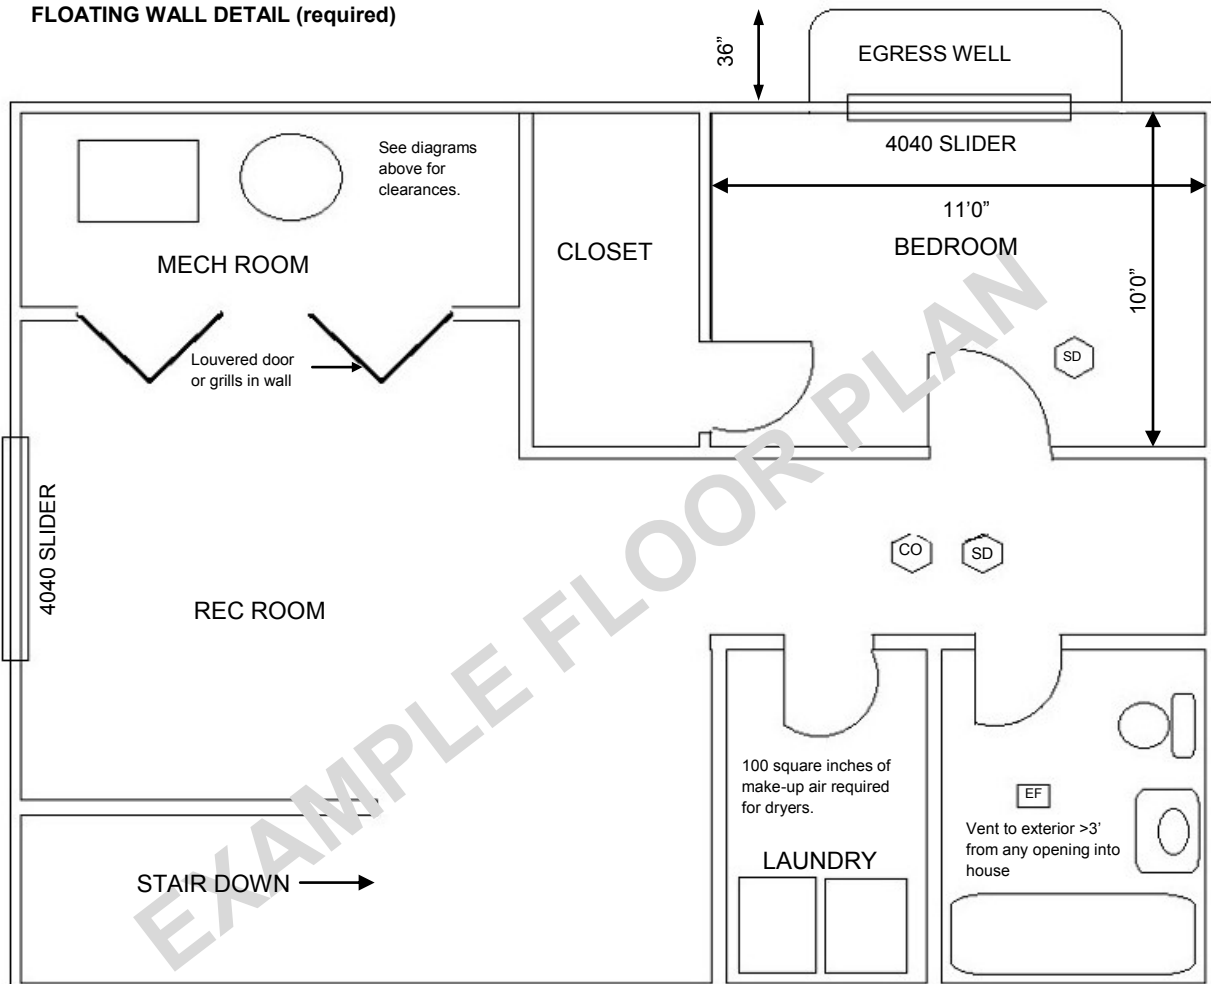 FLOATING WALL DETAIL (required)
36”
EGRESS WELL
4040 SLIDER
11’0”
BEDROOM
10’0”
See diagrams
above for
clearances.
MECH ROOM
CLOSET
Louvered door
or grills in wall
SD
4040 SLIDER
REC ROOM
CO
SD
EXAMPLE FLOOR PLAN
100 square inches of
make-up air required
for dryers.
LAUNDRY
EF
Vent to exterior >3’
from any opening into
house
STAIR DOWN